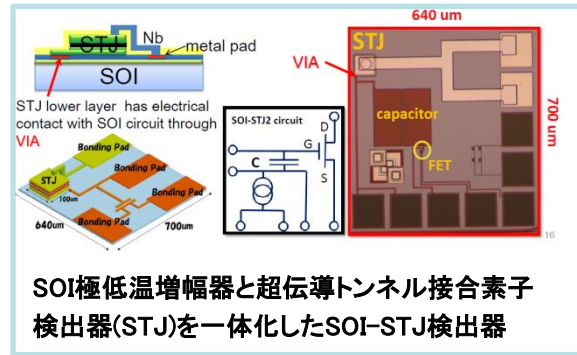 STJ
Nb
metal pad
SOI
STJ lower layer has electrical
contact with SOI circuit through
VIA
Bonding Pad
STJ
Bonding Pad
100um
Bonding Pad
Bonding Pad
640um
700um
SOI-STJ2 circuit
D
G
C
S
640 um
STJ
VIA
capacitor
FET
700 um
16
SOI極低温増幅器と超伝導トンネル接合素子
検出器(STJ)を一体化したSOI-STJ検出器